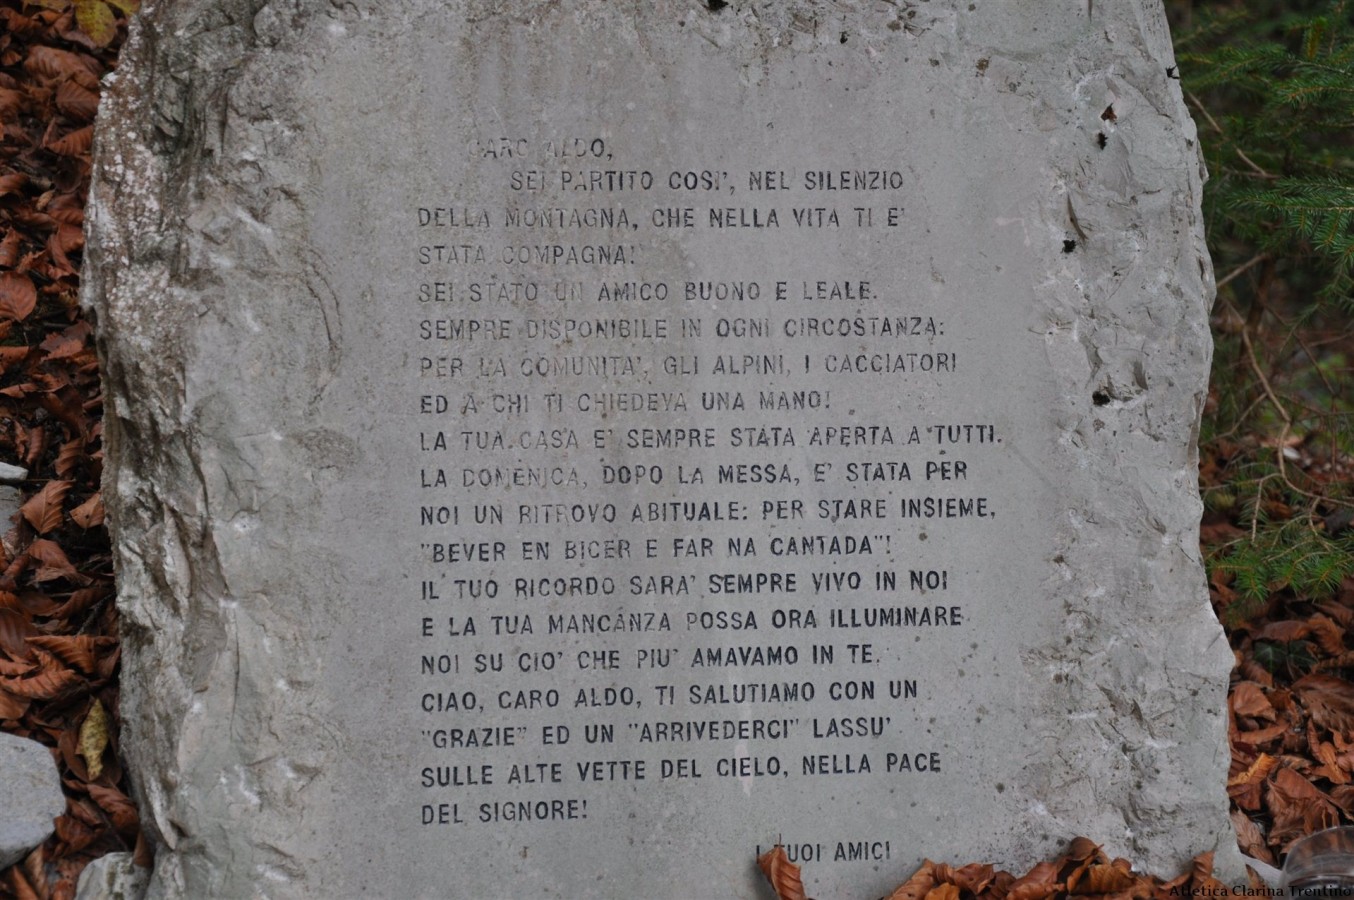 CARO ALDO,
SEI PARTITO COSI', NEL SILENZIO
DELLA MONTAGNA, CHE NELLA VITA TI E'
STATA COMPAGNA!
SEI STATO UN AMICO BUONO E LEALE.
SEMPRE DISPONIBILE IN OGNI CIRCOSTANZA:
PER LA COMUNITA', GLI ALPINI, I CACCIATORI
ED A CHI TI CHIEDEVA UNA MANO!
LA TUA CASA E' SEMPRE STATA APERTA A TUTTI.
LA DOMENICA, DOPO LA MESSA, E' STATA PER
NOI UN RITROVO ABITUALE: PER STARE INSIEME,
"BEVER EN BICER E FAR NA CANTADA"!
IL TUO RICORDO SARA' SEMPRE VIVO IN NOI
E LA TUA MANCANZA POSSA ORA ILLUMINARE
NOI SU CIO' CHE PIU' AMAVAMO IN TE.
CIAO, CARO ALDO, TI SALUTIAMO CON UN
"GRAZIE" ED UN "ARRIVEDERCI" LASSU'
SULLE ALTE VETTE DEL CIELO, NELLA PACE
DEL SIGNORE!
I TUOI AMICI
Atletica Clarina Trentino